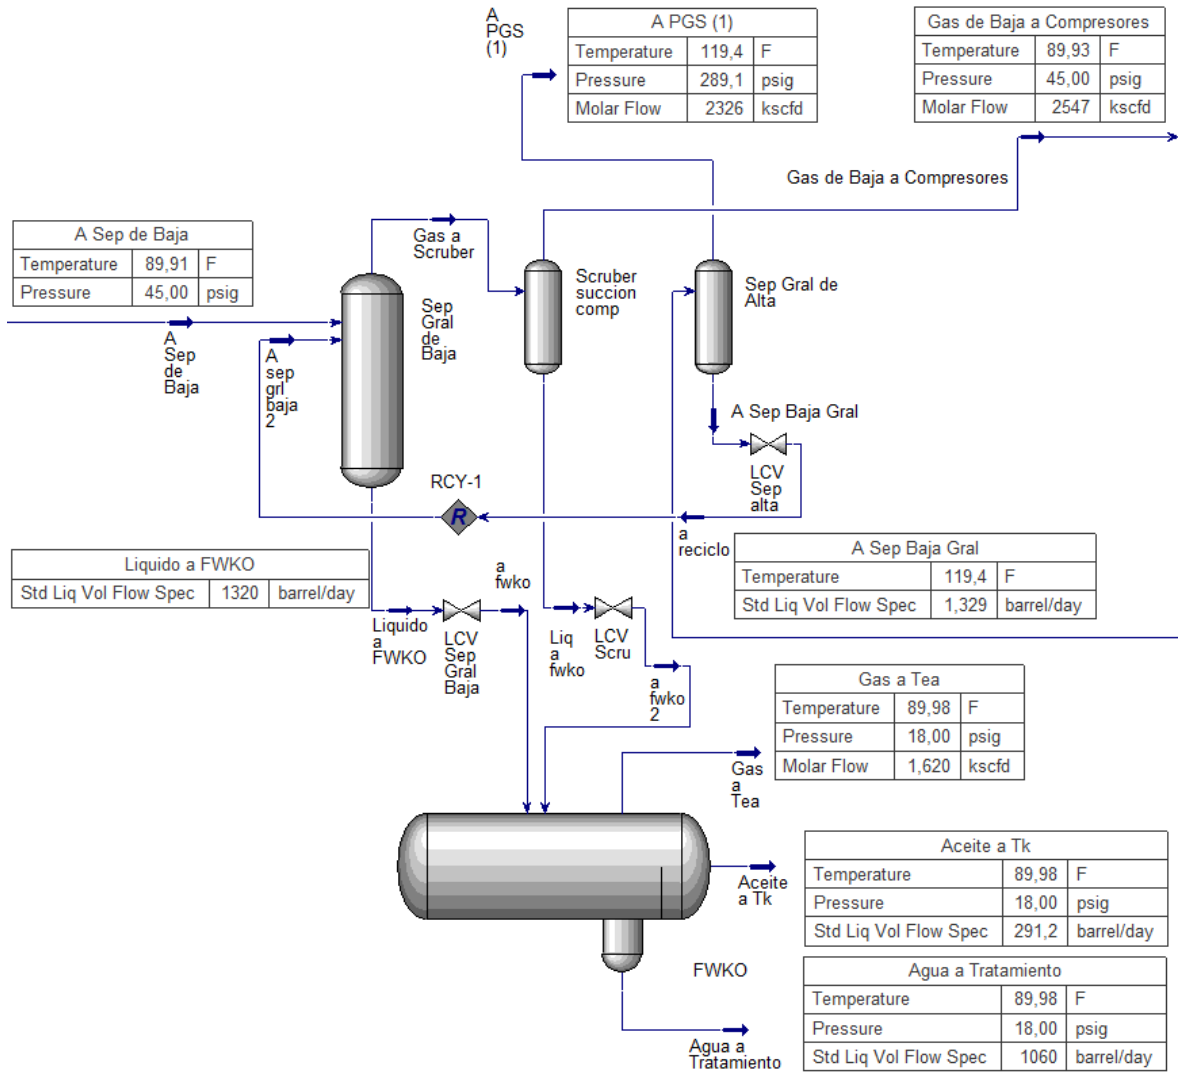 A
PGS
(1)
A PGS (1)
Temperature 119,4 F
Pressure 289,1 psig
Molar Flow 2326 kscfd
Gas de Baja a Compresores
Temperature 89,93 F
Pressure 45,00 psig
Molar Flow 2547 kscfd
Gas de Baja a Compresores
A Sep de Baja
Temperature 89,91 F
Pressure 45,00 psig
Gas a
Scruber
A
Sep
de
Baja
A
sep
grl
baja
2
Sep
Gral
de
Baja
Scruber
succion
comp
Sep Gral de
Alta
A Sep Baja Gral
LCV
Sep
alta
RCY-1
R
a
reciclo
Liquido a FWKO
Std Liq Vol Flow Spec 1320 barrel/day
A Sep Baja Gral
Temperature 119,4 F
Std Liq Vol Flow Spec 1,329 barrel/day
Liquido
a
FWKO
LCV
Sep
Gral
Baja
a
fwko
Liq
a
fwko
LCV
Scru
a
fwko
2
Gas a Tea
Temperature 89,98 F
Pressure 18,00 psig
Molar Flow 1,620 kscfd
Gas
a
Tea
Aceite a Tk
Temperature 89,98 F
Pressure 18,00 psig
Std Liq Vol Flow Spec 291,2 barrel/day
Aceite
a Tk
FWKO
Agua a Tratamiento
Temperature 89,98 F
Pressure 18,00 psig
Std Liq Vol Flow Spec 1060 barrel/day
Agua a
Tratamiento